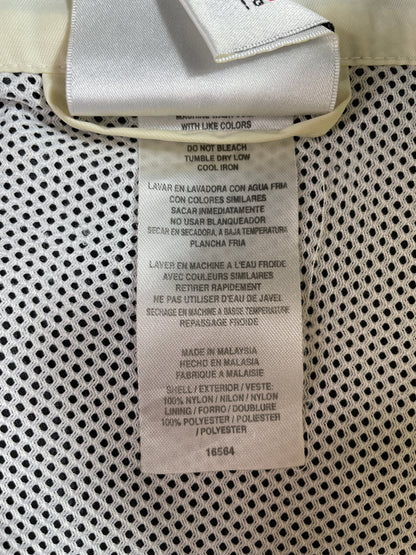 MACHINE WASH
WITH LIKE COLORS
DO NOT BLEACH
TUMBLE DRY LOW
COOL IRON
LAVAR EN LAVADORA CON AGUA FRIA
CON COLORES SIMILARES
SACAR INMEDIATAMENTE
NO USAR BLANQUEADOR
SECAR EN SECADORA, A BAJA TEMPERATURA
PLANCHA FRIA
LAVER EN MACHINE A L'EAU FROIDE
AVEC COULEURS SIMILAIRES
RETIRER RAPIDEMENT
NE PAS UTILISER D'EAU DE JAVEL
SECHAGE EN MACHINE A BASSE TEMPERATURE
REPASSAGE FROIDE
MADE IN MALAYSIA
HECHO EN MALASIA
FABRIQUE A MALAISIE
SHELL / EXTERIOR / VESTE:
100% NYLON / NILON / NYLON
LINING / FORRO / DOUBLURE
100% POLYESTER / POLIESTER
/ POLYESTER
16564